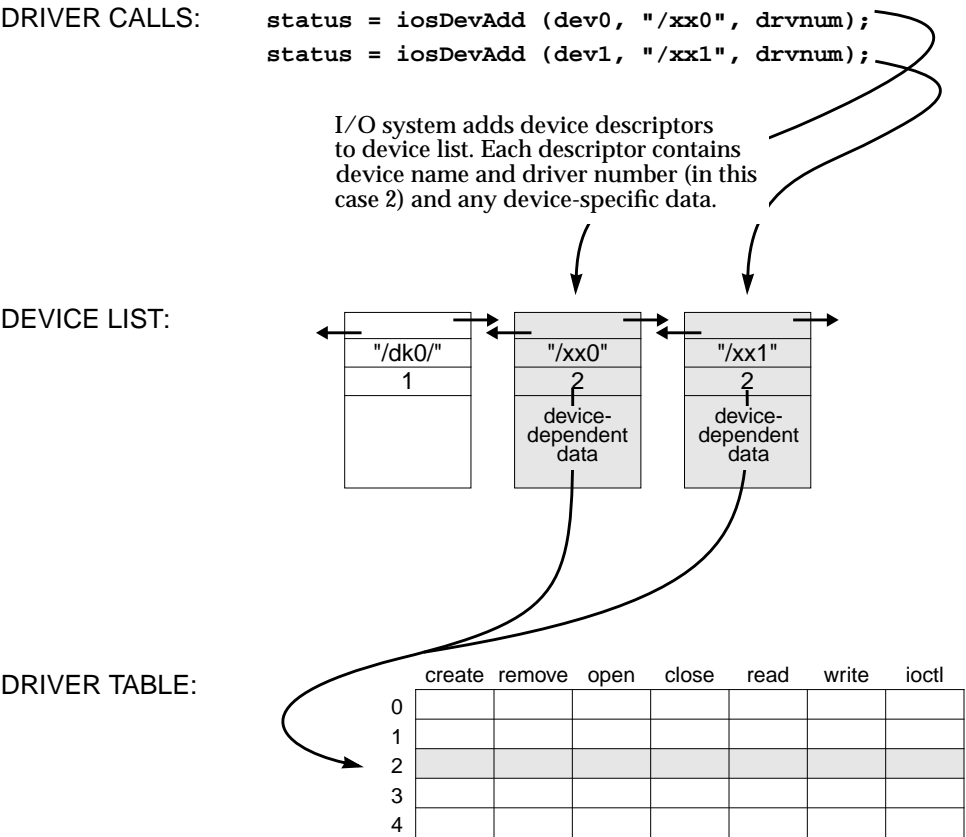 DRIVER CALLS: status = iosDevAdd (dev0, "/xx0", drvnum);
status = iosDevAdd (dev1, "/xx1", drvnum);
I/O system adds device descriptors
to device list. Each descriptor contains
device name and driver number (in this
case 2) and any device-specific data.
DEVICE LIST:
"/dk0/" "/xx0" "/xx1"
1 2 2
device- device-
dependent dependent
data data
DRIVER TABLE: create remove open close read write ioctl
0
1
2
3
4